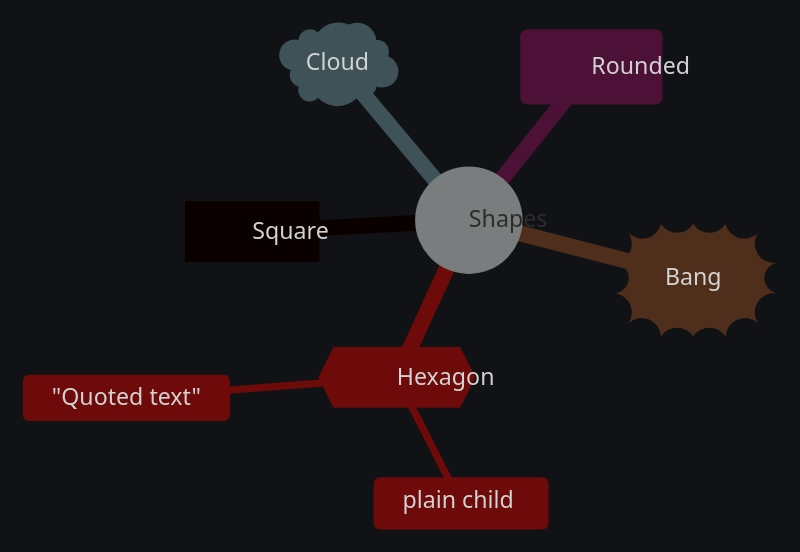 Cloud
Rounded
Shapes
Square
Bang
Hexagon
"Quoted text"
plain child